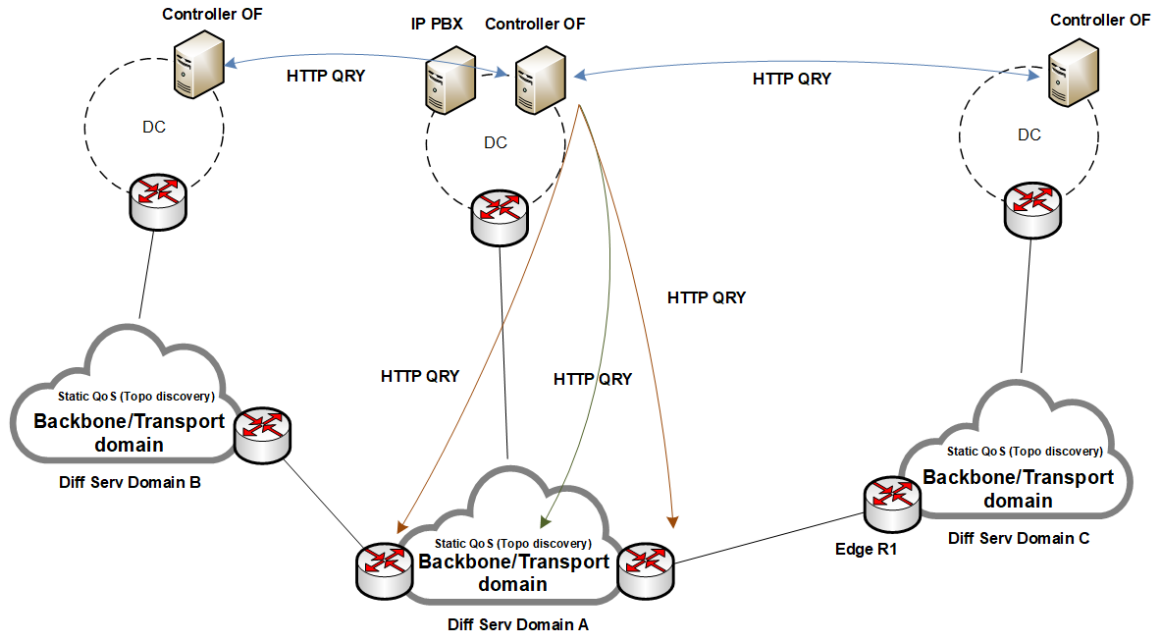 Controller OF
IP PBX
Controller OF
Controller OF
HTTP QRY
HTTP QRY
DC
DC
DC
HTTP QRY
HTTP QRY
HTTP QRY
Static QoS (Topo discovery)
Backbone/Transport
domain
Diff Serv Domain B
Static QoS (Topo discovery)
Backbone/Transport
domain
Diff Serv Domain A
Static QoS (Topo discovery)
Backbone/Transport
domain
Edge R1
Diff Serv Domain C